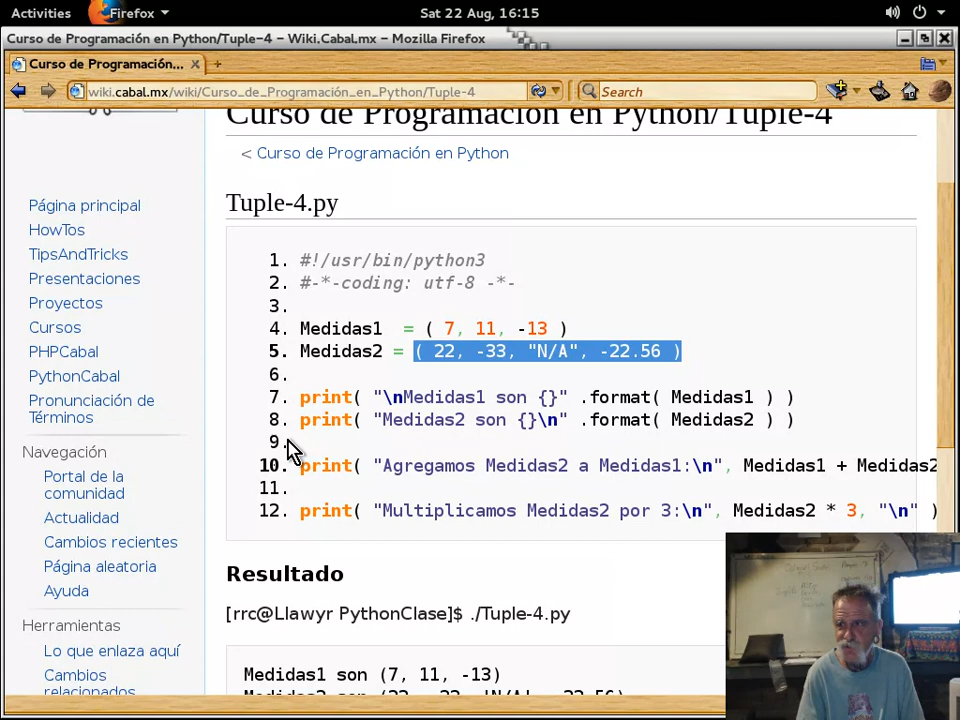 Activities Firefox Sat 22 Aug, 16:15
Curso de Programación en Python/Tuple-4 - Wiki.Cabal.mx - Mozilla Firefox
Curso de Programación... × +
wiki.cabal.mx/wiki/Curso_de_Programación_en_Python/Tuple-4 Search
Curso de Programación en Python/Tuple-4
< Curso de Programación en Python
Tuple-4.py
1. #!/usr/bin/python3
2. #-*-coding: utf-8 -*-
3.
4. Medidas1  = ( 7, 11, -13 )
5. Medidas2 = ( 22, -33, "N/A", -22.56 )
6.
7. print( "\nMedidas1 son {}" .format( Medidas1 ) )
8. print( "Medidas2 son {}\n" .format( Medidas2 ) )
9.
10. print( "Agregamos Medidas2 a Medidas1:\n", Medidas1 + Medidas2
11.
12. print( "Multiplicamos Medidas2 por 3:\n", Medidas2 * 3, "\n" )
Resultado
[rrc@Llawyr PythonClase]$ ./Tuple-4.py
Medidas1 son (7, 11, -13)
Medidas2 son (22, -33, 'N/A', -22.56)
Página principal
HowTos
TipsAndTricks
Presentaciones
Proyectos
Cursos
PHPCabal
PythonCabal
Pronunciación de
Términos
Navegación
Portal de la
comunidad
Actualidad
Cambios recientes
Página aleatoria
Ayuda
Herramientas
Lo que enlaza aquí
Cambios
relacionados